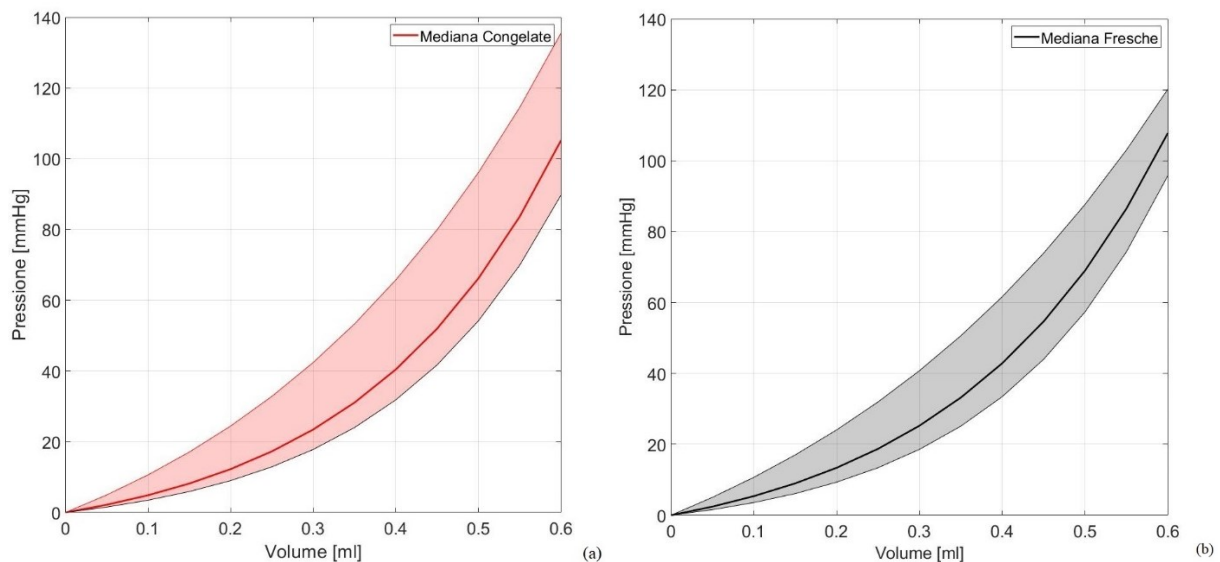 140
120
100
80
60
40
20
0
Pressione [mmHg]
Mediana Congelate
0 0.1 0.2 0.3 0.4 0.5 0.6
Volume [ml]
(a)
140
120
100
80
60
40
20
0
Pressione [mmHg]
Mediana Fresche
0 0.1 0.2 0.3 0.4 0.5 0.6
Volume [ml]
(b)